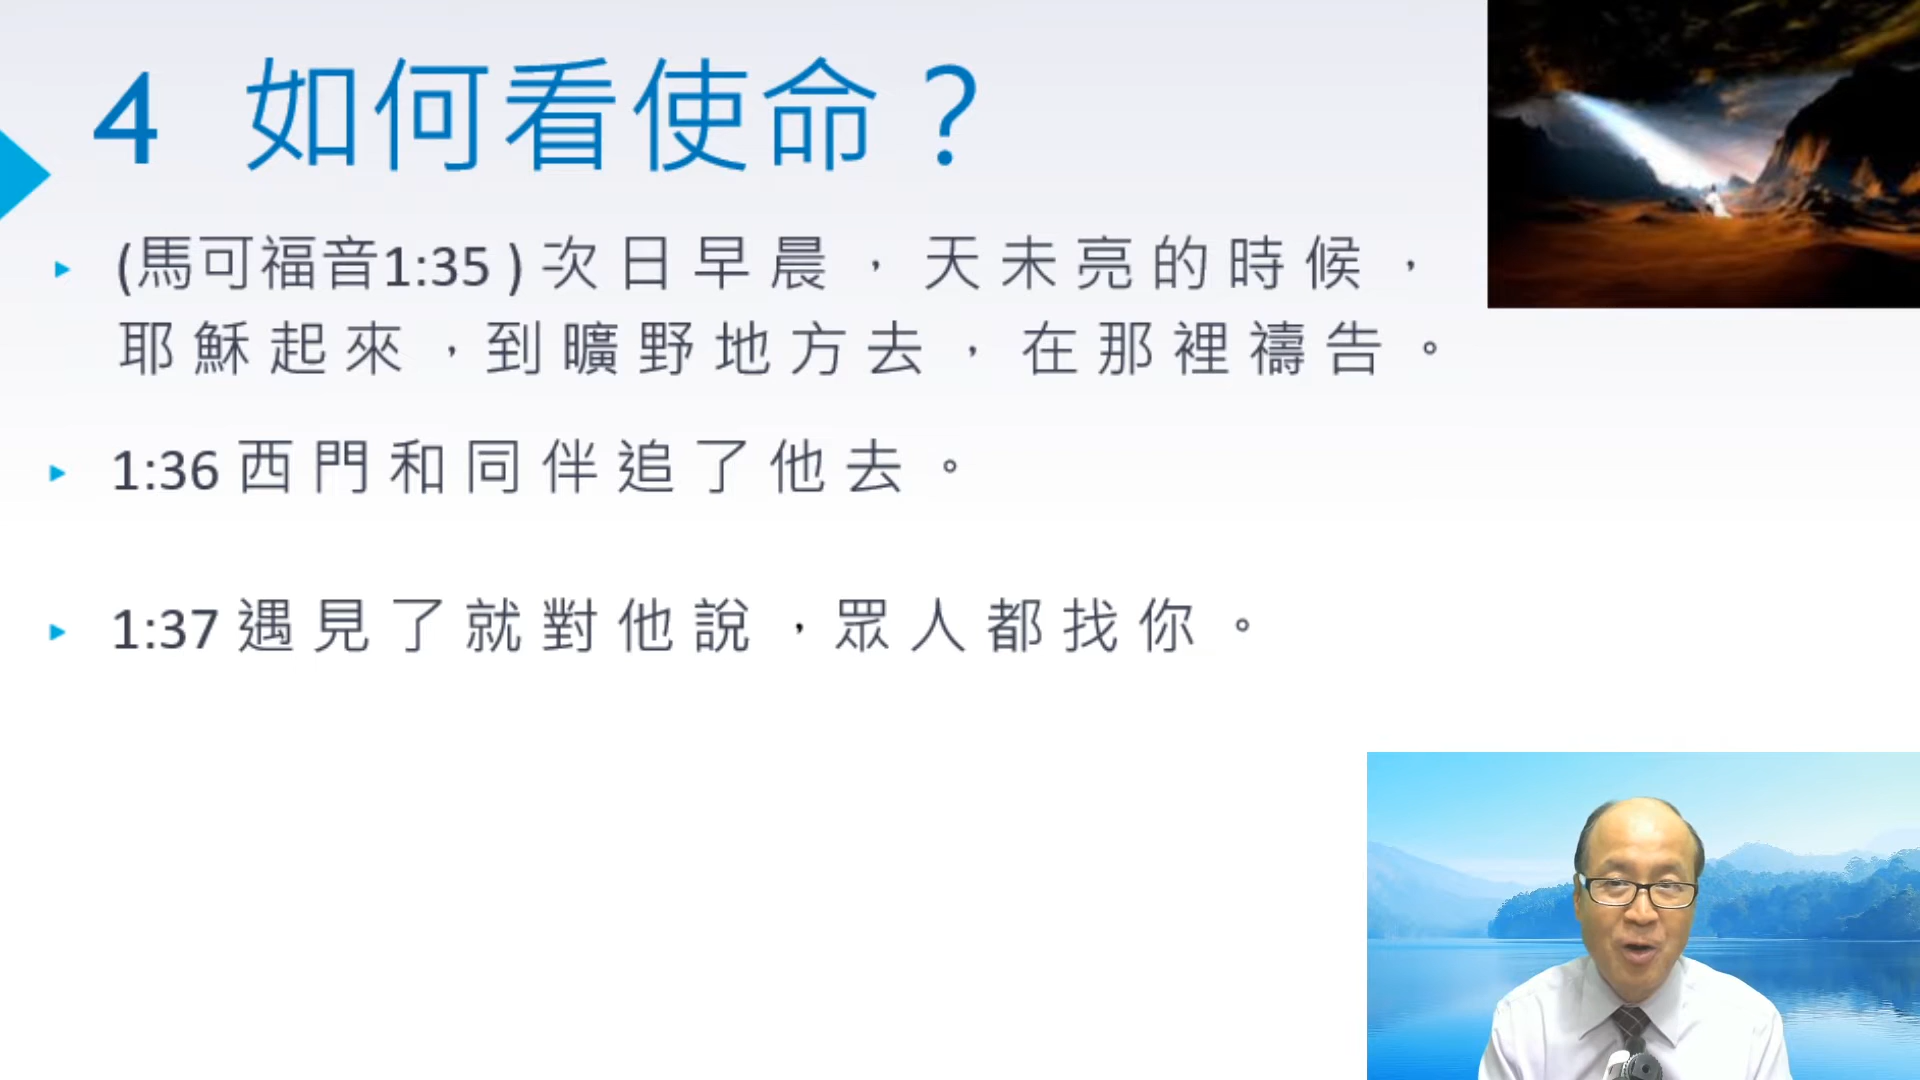 4 如何看使命？
(馬可福音1:35 ) 次日早晨，天未亮的時候，
耶穌起來，到曠野地方去，在那裡禱告。
1:36 西門和同伴追了他去。
1:37 遇見了就對他說，眾人都找你。